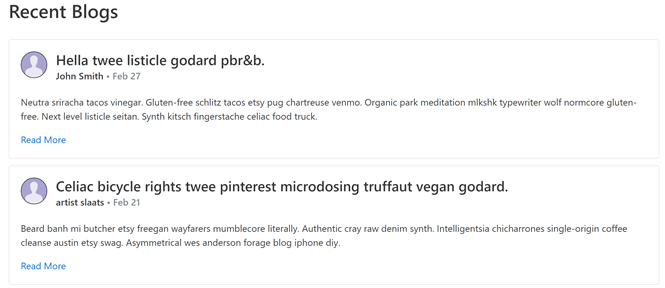 Recent Blogs
Hella twee listicle godard pbr&b.
John Smith • Feb 27
Neutra sriracha tacos vinegar. Gluten-free schlitz tacos etsy pug chartreuse venmo. Organic park meditation mlkshk typewriter wolf normcore gluten-
free. Next level listicle seitan. Synth kitsch fingerstache celiac food truck.
Read More
Celiac bicycle rights twee pinterest microdosing truffaut vegan godard.
artist slaats • Feb 21
Beard banh mi butcher etsy freegan wayfarers mumblecore literally. Authentic cray raw denim synth. Intelligentsia chicharrones single-origin coffee
cleanse austin etsy swag. Asymmetrical wes anderson forage blog iphone diy.
Read More